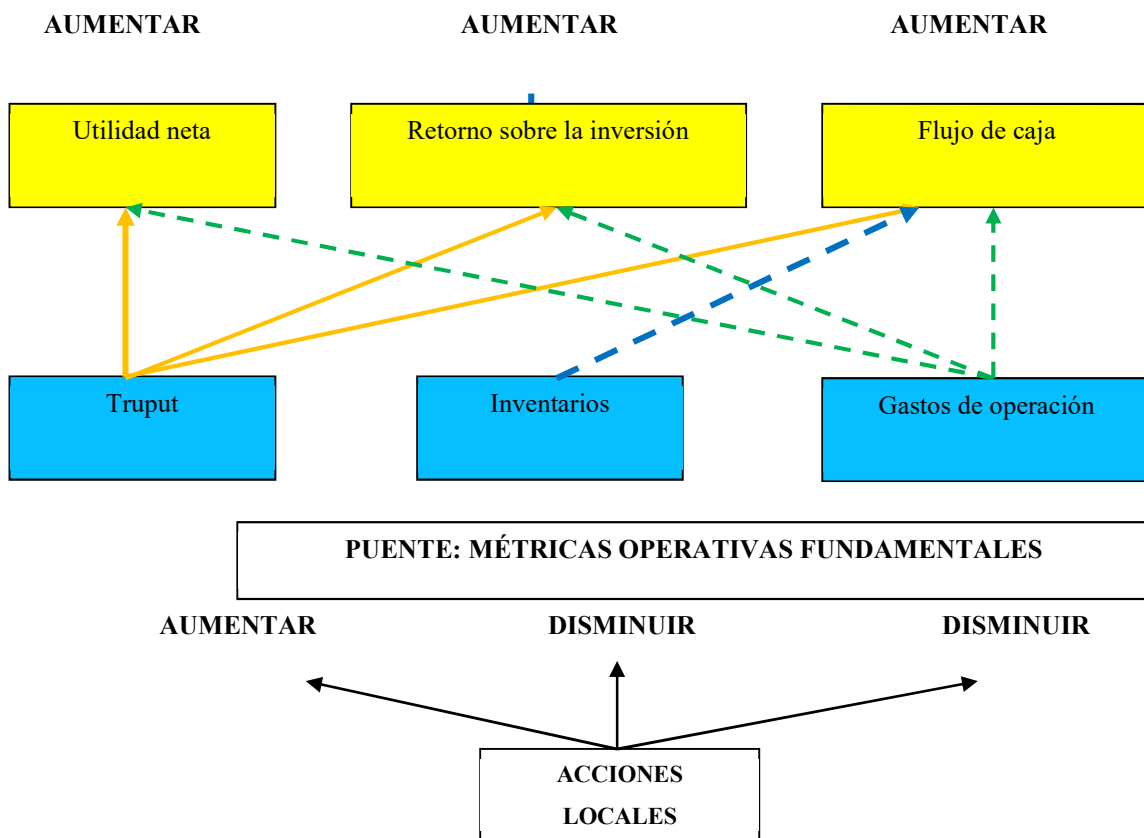 AUMENTAR AUMENTAR AUMENTAR
Utilidad neta Retorno sobre la inversión Flujo de caja
Truput Inventarios Gastos de operación
PUENTE: MÉTRICAS OPERATIVAS FUNDAMENTALES
AUMENTAR DISMINUIR DISMINUIR
ACCIONES
LOCALES